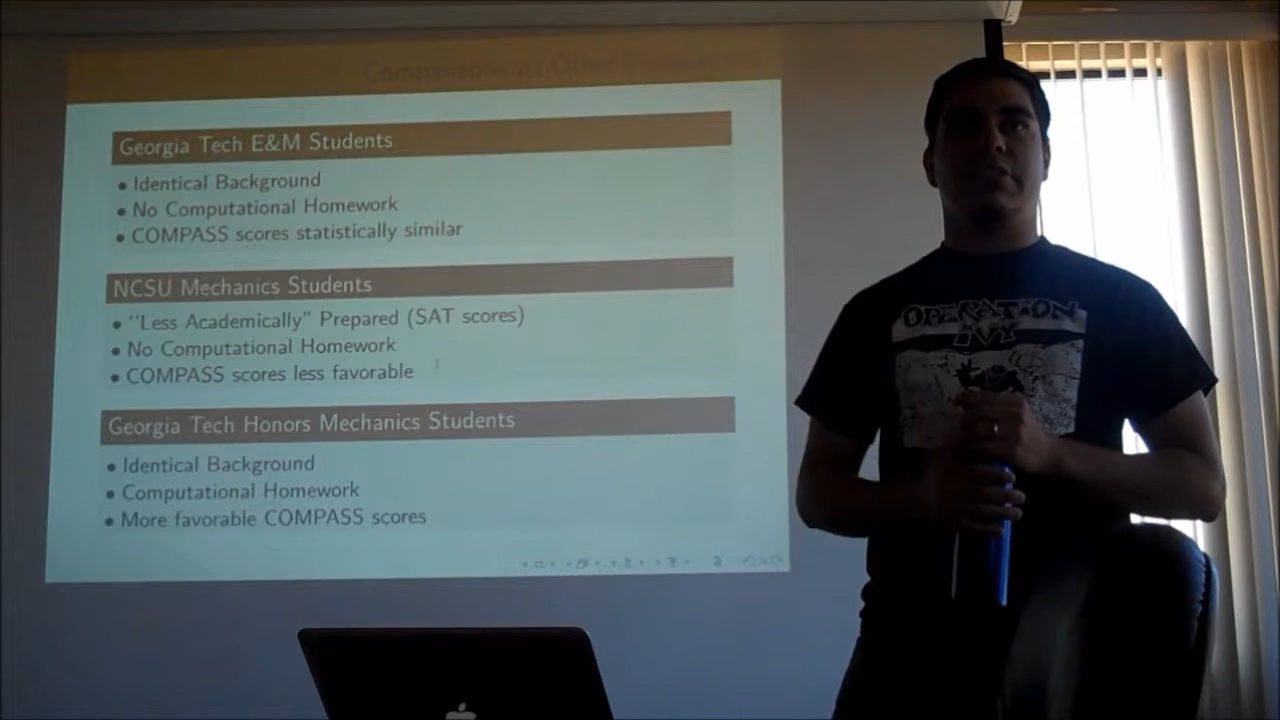 Georgia Tech E&M Students
• Identical Background
• No Computational Homework
• COMPASS scores statistically similar
NCSU Mechanics Students
• "Less Academically" Prepared (SAT scores)
• No Computational Homework
• COMPASS scores less favorable
Georgia Tech Honors Mechanics Students
• Identical Background
• Computational Homework
• More favorable COMPASS scores
OPERATION
IVY